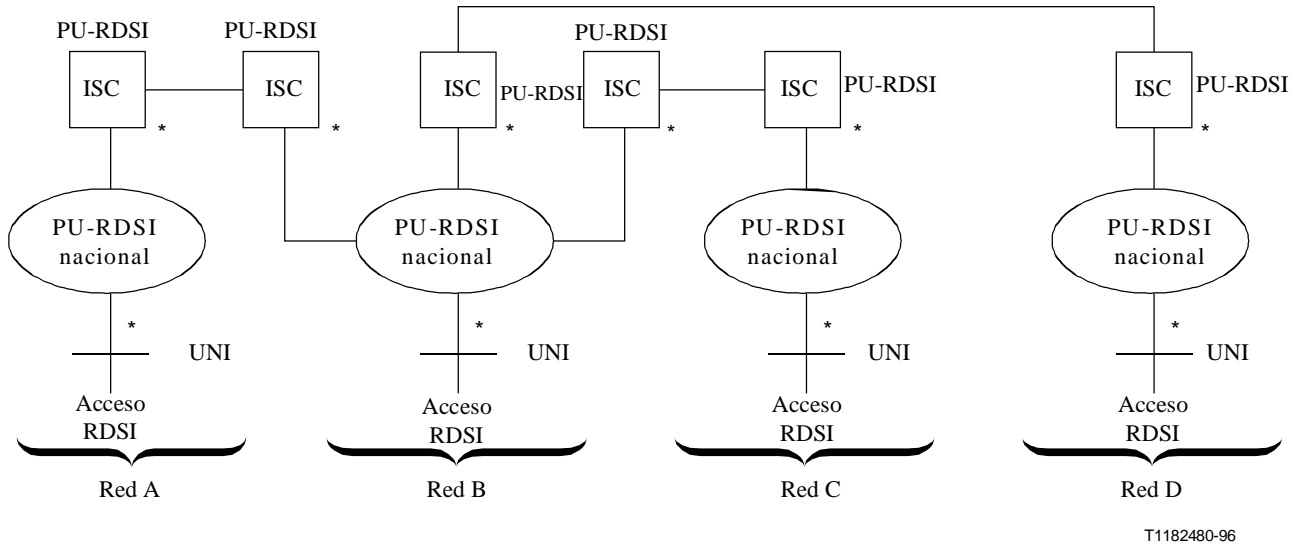 PU-RDSI PU-RDSI PU-RDSI
ISC ISC ISC PU-RDSI ISC ISC PU-RDSI ISC PU-RDSI
* * * * * *
PU-RDSI nacional
PU-RDSI nacional
PU-RDSI nacional
PU-RDSI nacional
* * * *
UNI UNI UNI UNI
Acceso Acceso Acceso Acceso
RDSI RDSI RDSI RDSI
Red A Red B Red C Red D
T1182480-96